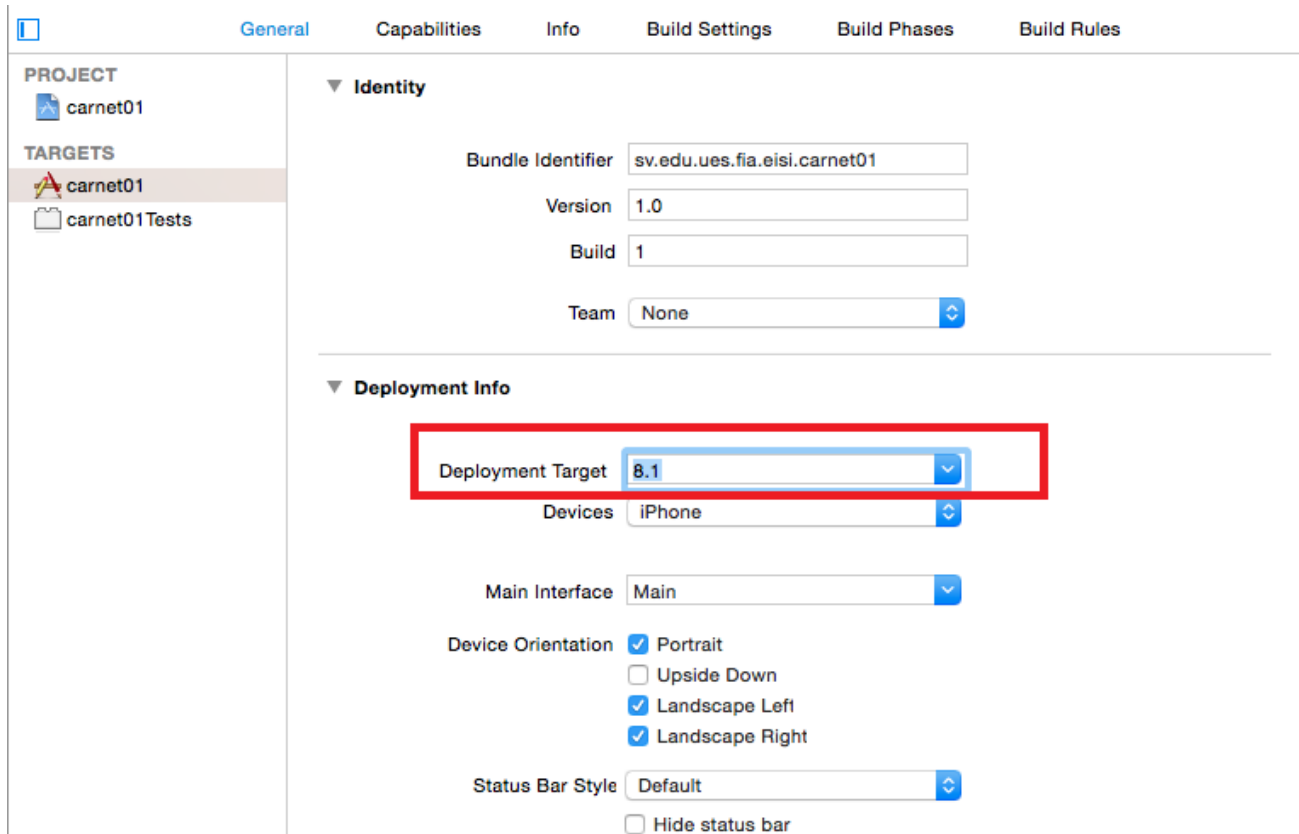 General Capabilities Info Build Settings Build Phases Build Rules
PROJECT
carnet01
TARGETS
carnet01
carnet01Tests
Identity
Bundle Identifier sv.edu.ues.fia.eisi.carnet01
Version 1.0
Build 1
Team None
Deployment Info
Deployment Target 8.1
Devices iPhone
Main Interface Main
Device Orientation Portrait
Upside Down
Landscape Left
Landscape Right
Status Bar Style Default
Hide status bar